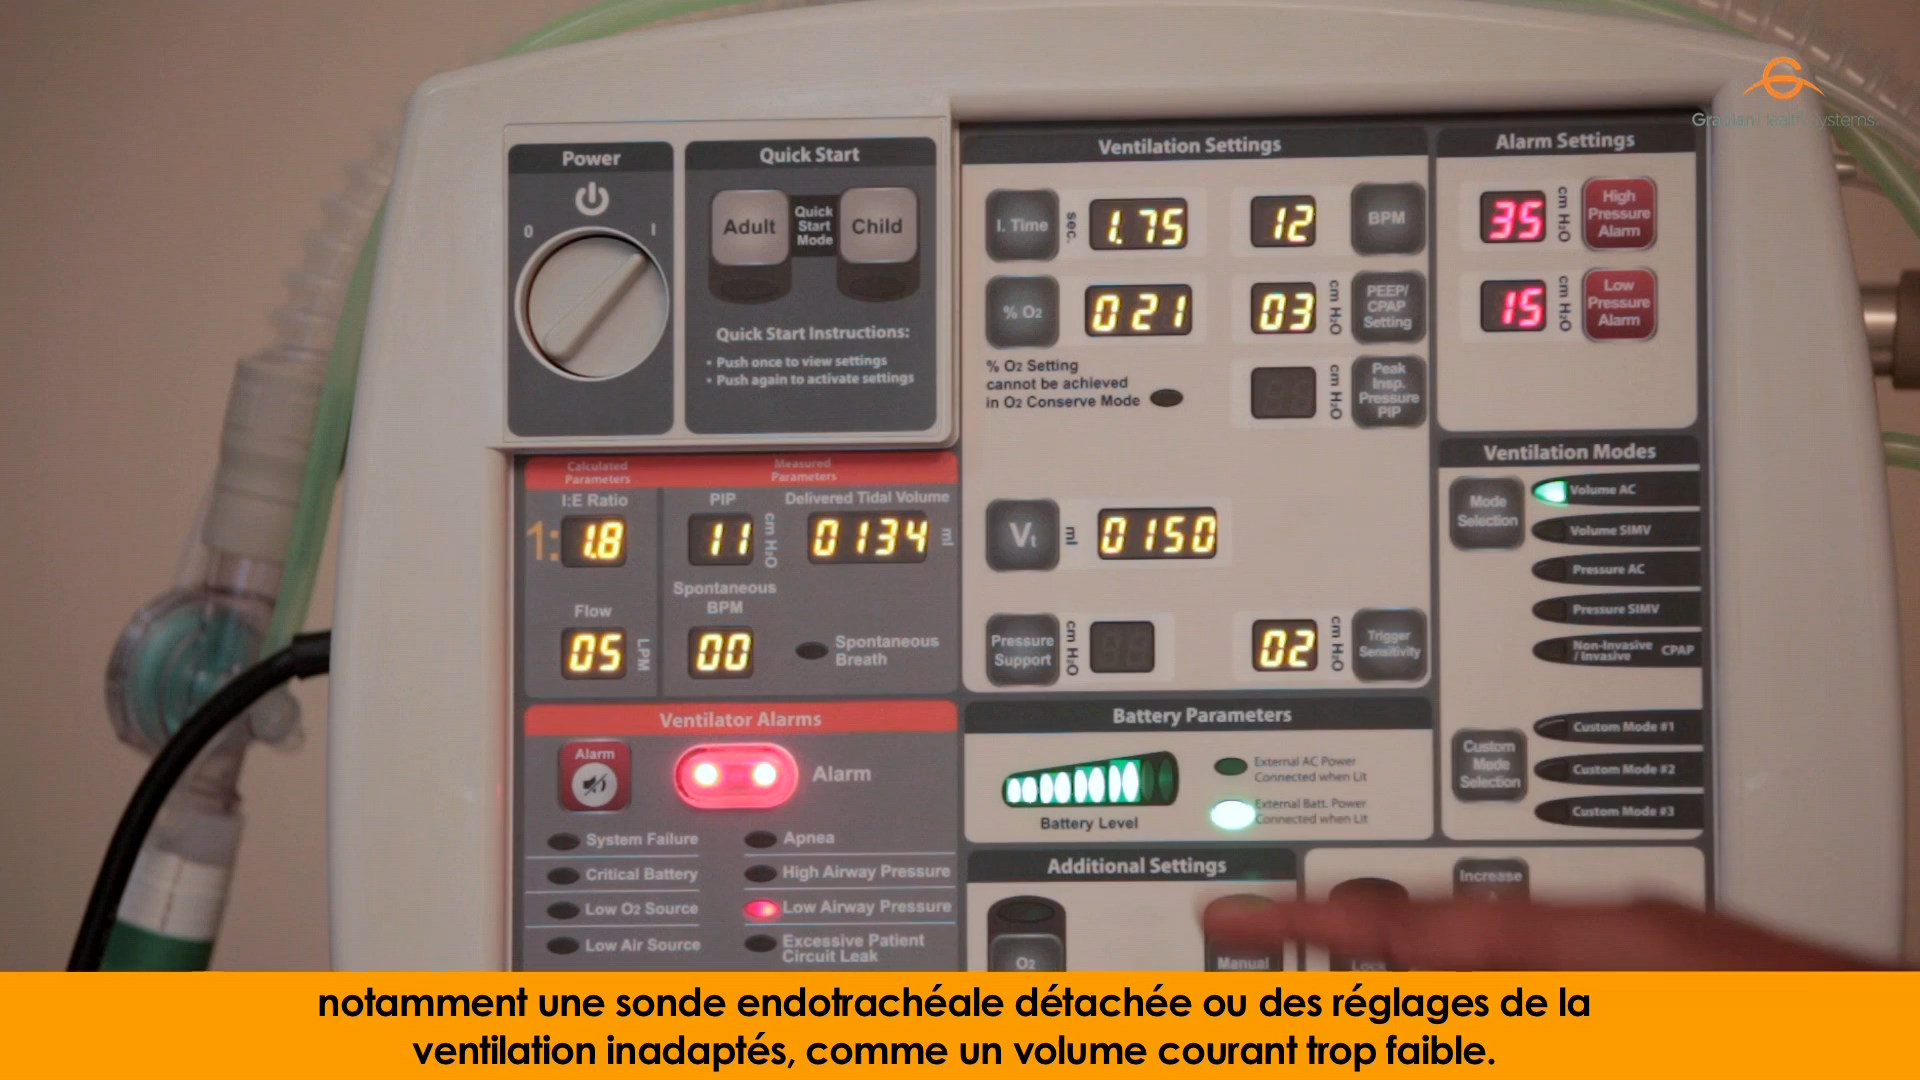 Gradian Health Systems
Power
0
I
Quick Start
Adult
Quick
Start
Mode
Child
Quick Start Instructions:
• Push once to view settings
• Push again to activate settings
Ventilation Settings
I. Time
sec.
1.75
12
BPM
% O2
021
03
cm H2O
PEEP/
CPAP
Setting
% O2 Setting
cannot be achieved
in O2 Conserve Mode
cm H2O
Peak
Insp.
Pressure
PIP
Vt
ml
0150
Pressure
Support
cm H2O
02
cm H2O
Trigger
Sensitivity
Alarm Settings
35
cm H2O
High
Pressure
Alarm
15
cm H2O
Low
Pressure
Alarm
Ventilation Modes
Mode
Selection
Volume AC
Volume SIMV
Pressure AC
Pressure SIMV
Non-Invasive
/ Invasive
CPAP
Custom
Mode
Selection
Custom Mode #1
Custom Mode #2
Custom Mode #3
Calculated
Parameters
Measured
Parameters
I:E Ratio
PIP
Delivered Tidal Volume
1:
1.8
11
cm H2O
0134
ml
Flow
Spontaneous
BPM
05
LPM
00
Spontaneous
Breath
Ventilator Alarms
Alarm
Alarm
System Failure
Apnea
Critical Battery
High Airway Pressure
Low O2 Source
Low Airway Pressure
Low Air Source
Excessive Patient
Circuit Leak
Battery Parameters
Battery Level
External AC Power
Connected when Lit
External Batt. Power
Connected when Lit
Additional Settings
O2
Manual
Lock
Increase
notamment une sonde endotrachéale détachée ou des réglages de la
ventilation inadaptés, comme un volume courant trop faible.